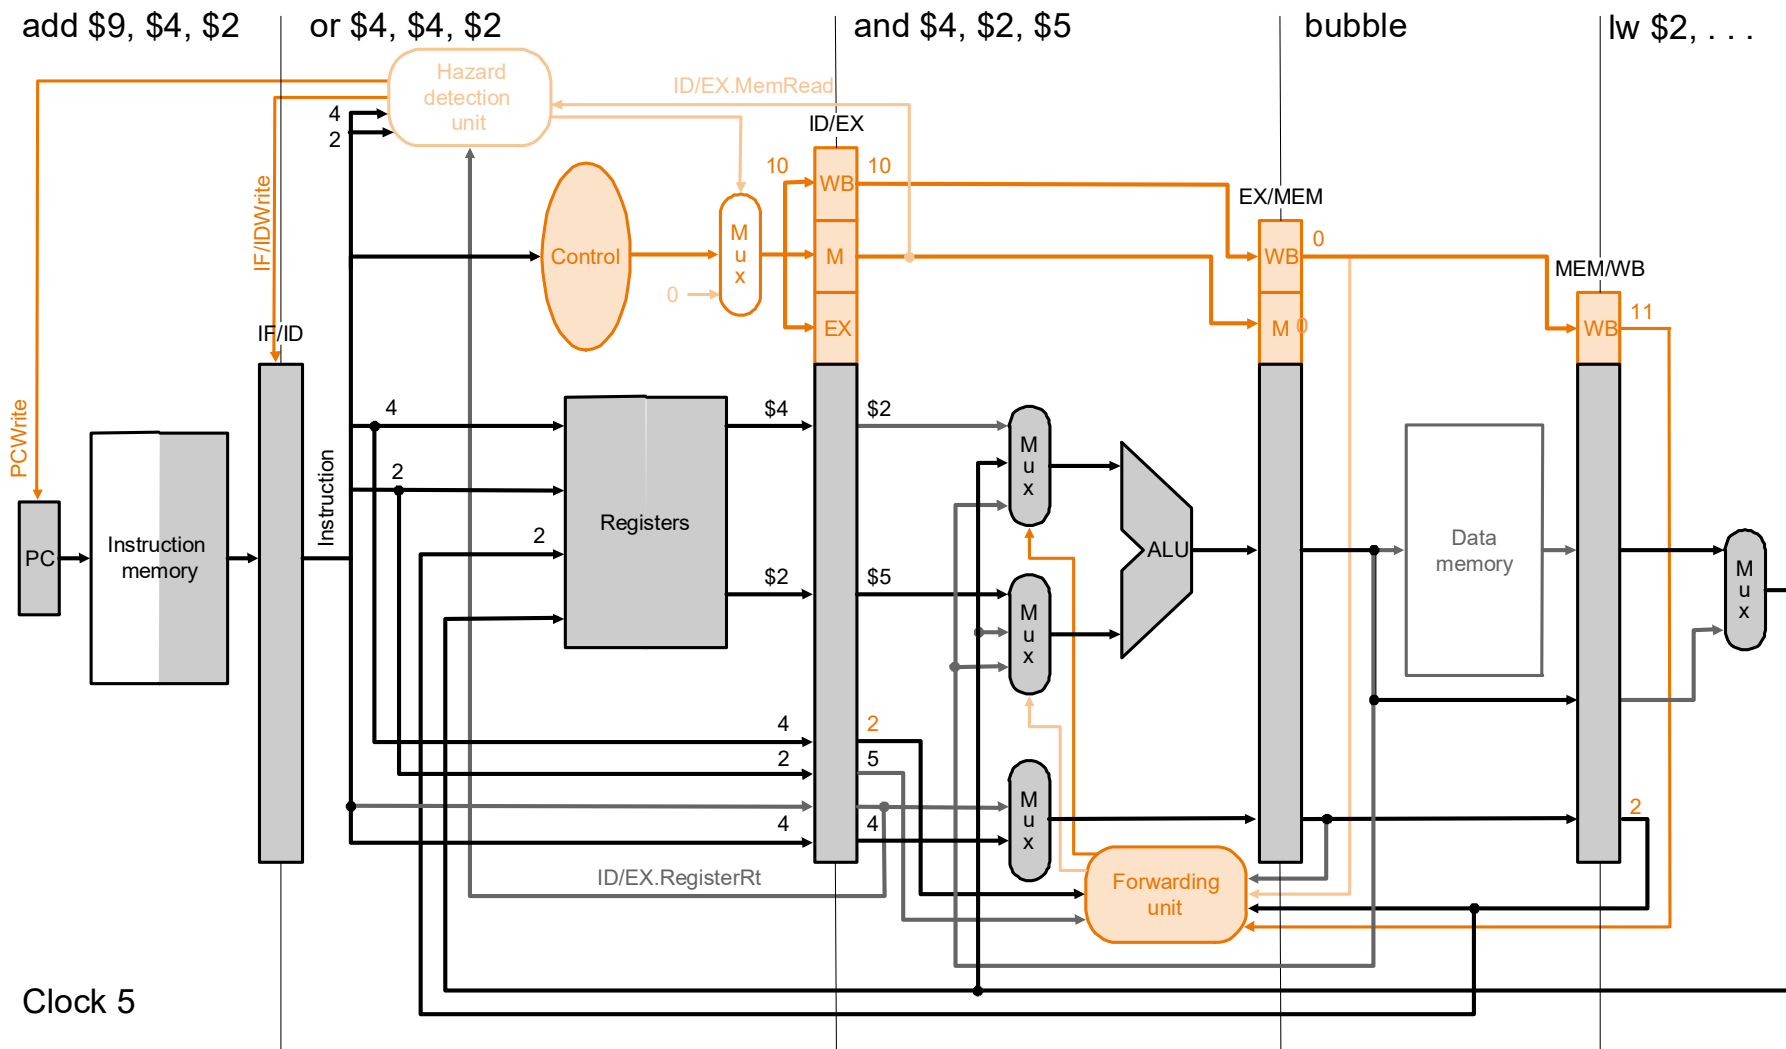 add $9, $4, $2
or $4, $4, $2
and $4, $2, $5
bubble
lw $2, . . .
Hazard
detection
unit
ID/EX.MemRead
4
2
ID/EX
10
10
WB
EX/MEM
IF/IDWrite
Control
M
u
x
0
M
WB
0
MEM/WB
EX
M
0
WB
11
IF/ID
PCWrite
4
$4
$2
Instruction
2
Registers
2
$2
$5
M
u
x
M
u
x
ALU
Data
memory
M
u
x
PC
Instruction
memory
4
2
2
5
4
4
M
u
x
2
ID/EX.RegisterRt
Forwarding
unit
Clock 5